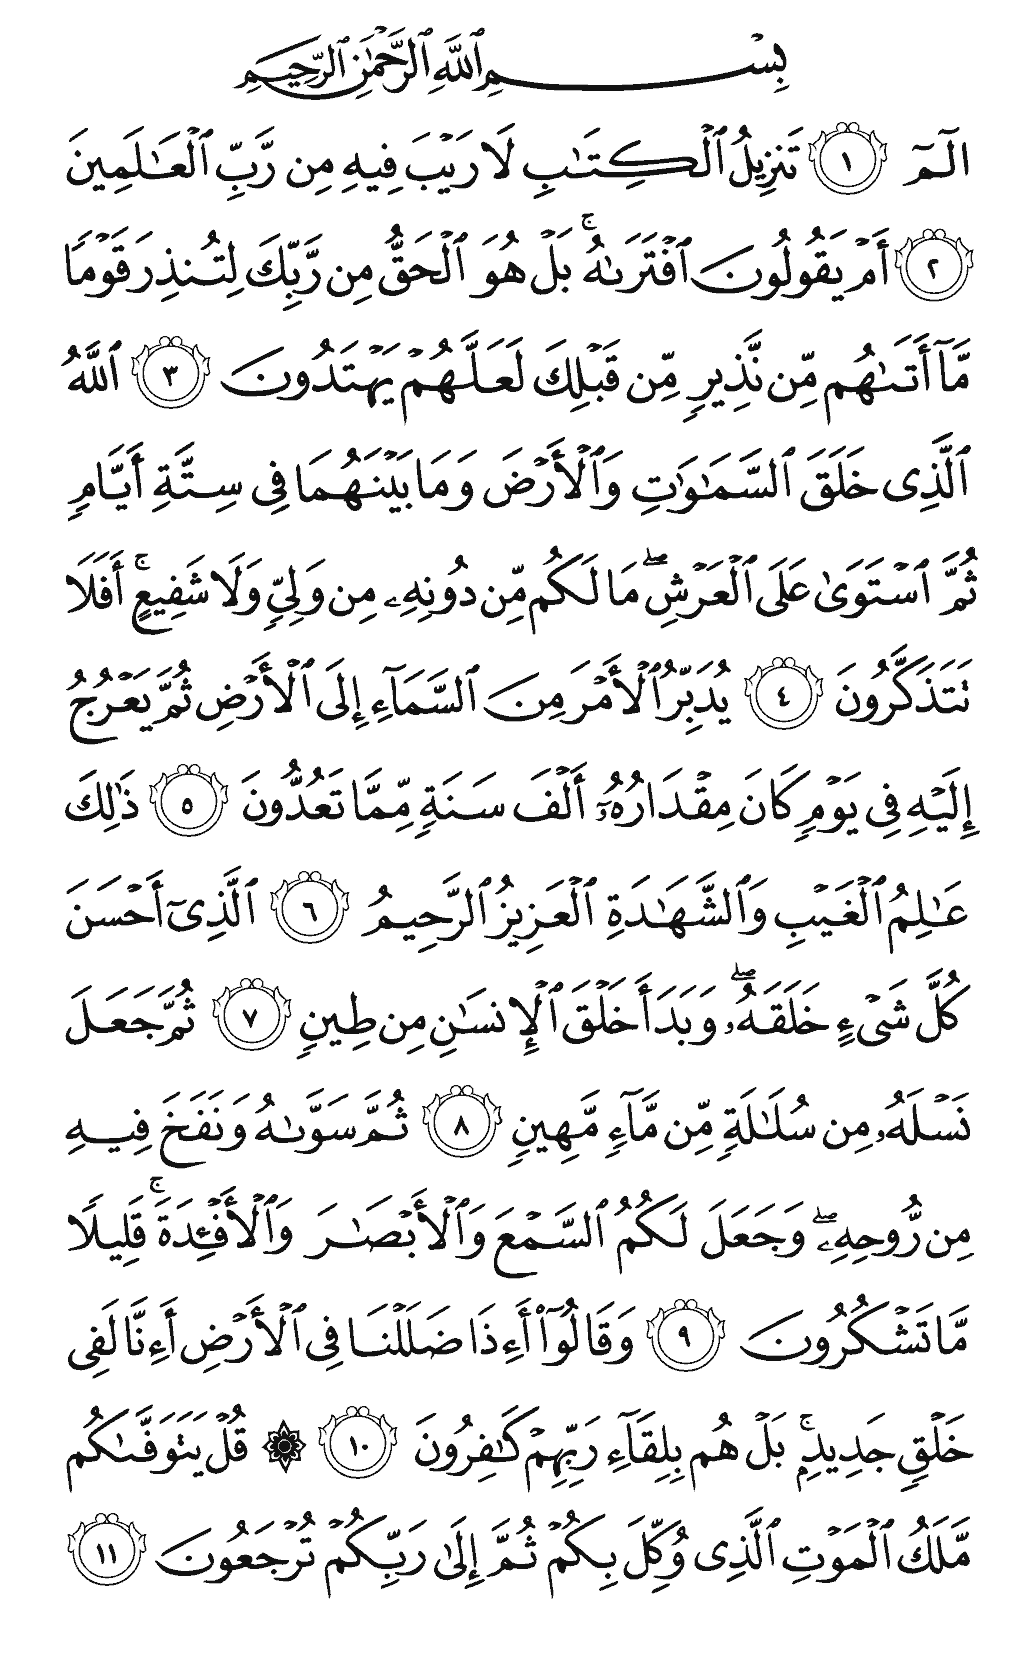 بِسْمِ ٱللَّهِ ٱلرَّحْمَٰنِ ٱلرَّحِيمِ
الٓمٓ ١ تَنزِيلُ ٱلْكِتَٰبِ لَا رَيْبَ فِيهِ مِن رَّبِّ ٱلْعَٰلَمِينَ
٢ أَمْ يَقُولُونَ ٱفْتَرَىٰهُ ۚ بَلْ هُوَ ٱلْحَقُّ مِن رَّبِّكَ لِتُنذِرَ قَوْمًا
مَّآ أَتَىٰهُم مِّن نَّذِيرٍ مِّن قَبْلِكَ لَعَلَّهُمْ يَهْتَدُونَ ٣ ٱللَّهُ
ٱلَّذِى خَلَقَ ٱلسَّمَٰوَٰتِ وَٱلْأَرْضَ وَمَا بَيْنَهُمَا فِى سِتَّةِ أَيَّامٍ
ثُمَّ ٱسْتَوَىٰ عَلَى ٱلْعَرْشِ ۖ مَا لَكُم مِّن دُونِهِۦ مِن وَلِىٍّ وَلَا شَفِيعٍ ۚ أَفَلَا
تَتَذَكَّرُونَ ٤ يُدَبِّرُ ٱلْأَمْرَ مِنَ ٱلسَّمَآءِ إِلَى ٱلْأَرْضِ ثُمَّ يَعْرُجُ
إِلَيْهِ فِى يَوْمٍ كَانَ مِقْدَارُهُۥٓ أَلْفَ سَنَةٍ مِّمَّا تَعُدُّونَ ٥ ذَٰلِكَ
عَٰلِمُ ٱلْغَيْبِ وَٱلشَّهَٰدَةِ ٱلْعَزِيزُ ٱلرَّحِيمُ ٦ ٱلَّذِىٓ أَحْسَنَ
كُلَّ شَىْءٍ خَلَقَهُۥ ۖ وَبَدَأَ خَلْقَ ٱلْإِنسَٰنِ مِن طِينٍ ٧ ثُمَّ جَعَلَ
نَسْلَهُۥ مِن سُلَٰلَةٍ مِّن مَّآءٍ مَّهِينٍ ٨ ثُمَّ سَوَّىٰهُ وَنَفَخَ فِيهِ
مِن رُّوحِهِۦ ۖ وَجَعَلَ لَكُمُ ٱلسَّمْعَ وَٱلْأَبْصَٰرَ وَٱلْأَفْـِٔدَةَ ۚ قَلِيلًا
مَّا تَشْكُرُونَ ٩ وَقَالُوٓا۟ أَءِذَا ضَلَلْنَا فِى ٱلْأَرْضِ أَءِنَّا لَفِى
خَلْقٍ جَدِيدٍ ۚ بَلْ هُم بِلِقَآءِ رَبِّهِمْ كَٰفِرُونَ ١٠ ۞ قُلْ يَتَوَفَّىٰكُم
مَّلَكُ ٱلْمَوْتِ ٱلَّذِى وُكِّلَ بِكُمْ ثُمَّ إِلَىٰ رَبِّكُمْ تُرْجَعُونَ ١١